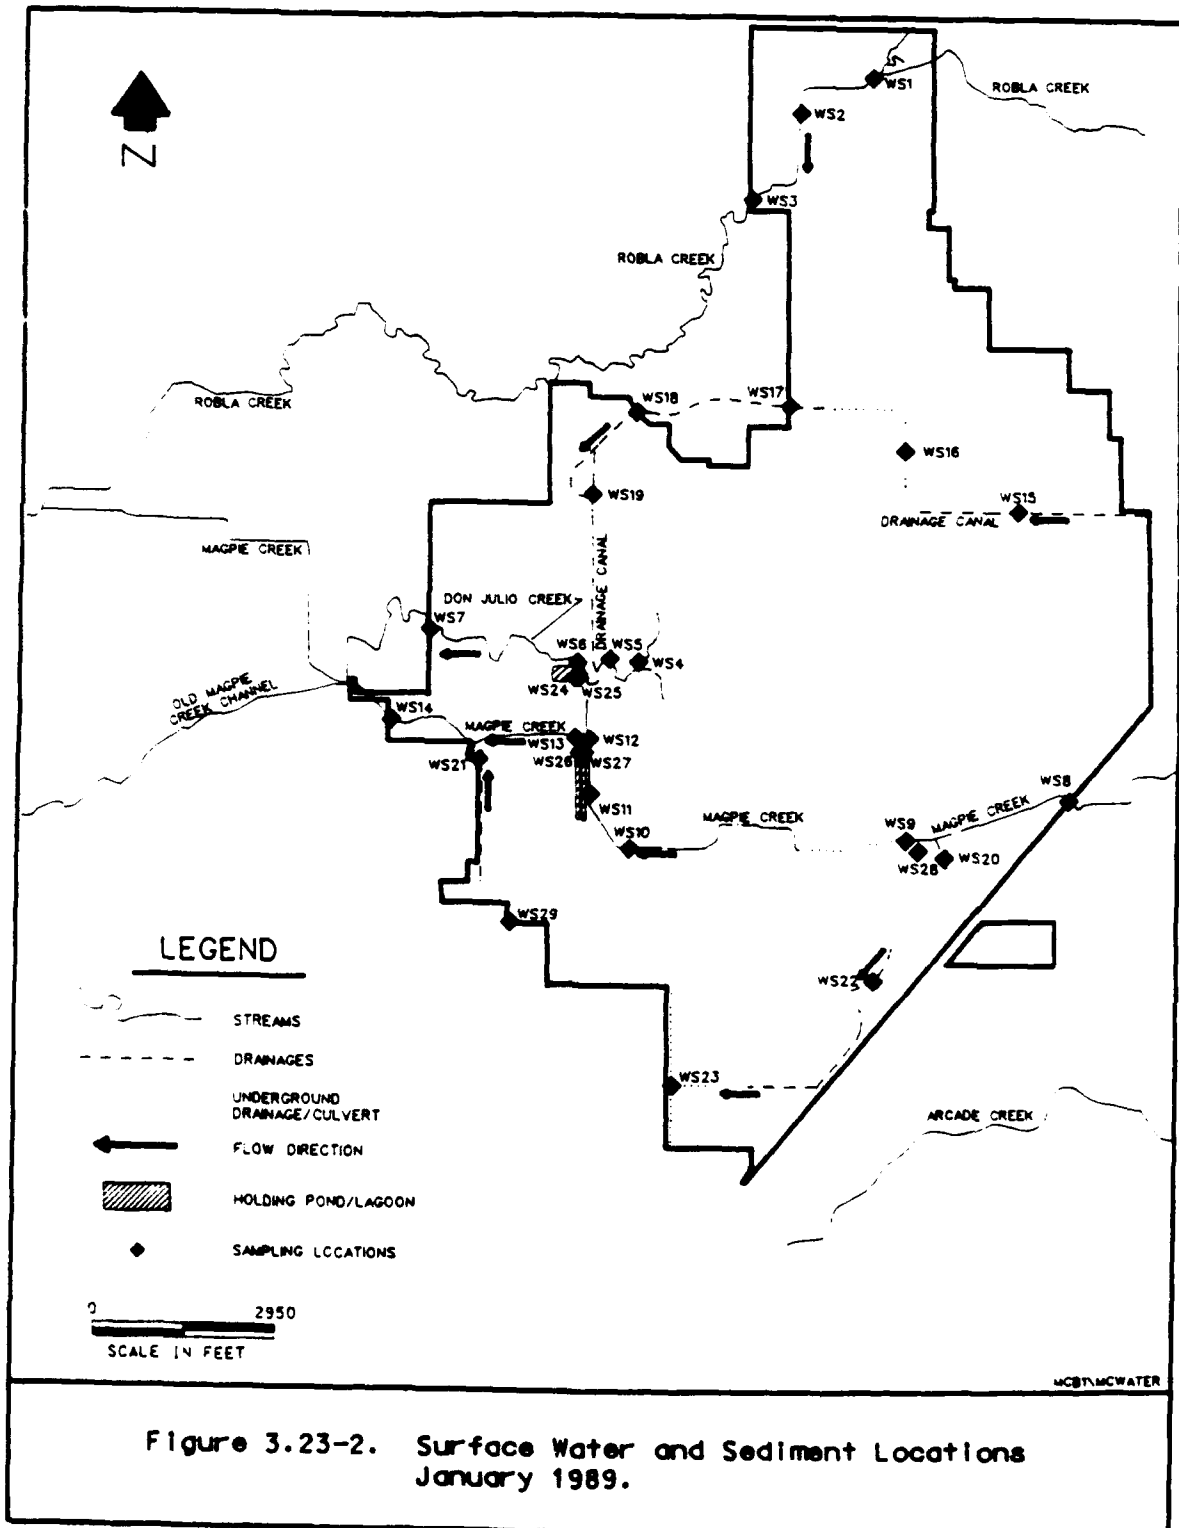 WS1
ROBLA CREEK
WS2
Z
WS3
ROBLA CREEK
ROBLA CREEK
WS18
WS17
WS16
WS19
WS15
DRAINAGE CANAL
MAGPIE CREEK
DRAINAGE CANAL
DON JULIO CREEK
WS7
WS6
WS5
WS4
WS24
WS25
OLD MAGPIE
CREEK CHANNEL
WS14
MAGPIE CREEK
WS13
WS12
WS21
WS26
WS27
WS8
WS11
MAGPIE CREEK
MAGPIE CREEK
WS10
WS9
WS28
WS20
WS29
WS22
LEGEND
STREAMS
DRAINAGES
UNDERGROUND
DRAINAGE/CULVERT
FLOW DIRECTION
HOLDING POND/LAGOON
SAMPLING LOCATIONS
WS23
ARCADE CREEK
0 2950
SCALE IN FEET
MCBT\MCWATER
Figure 3.23-2. Surface Water and Sediment Locations
January 1989.